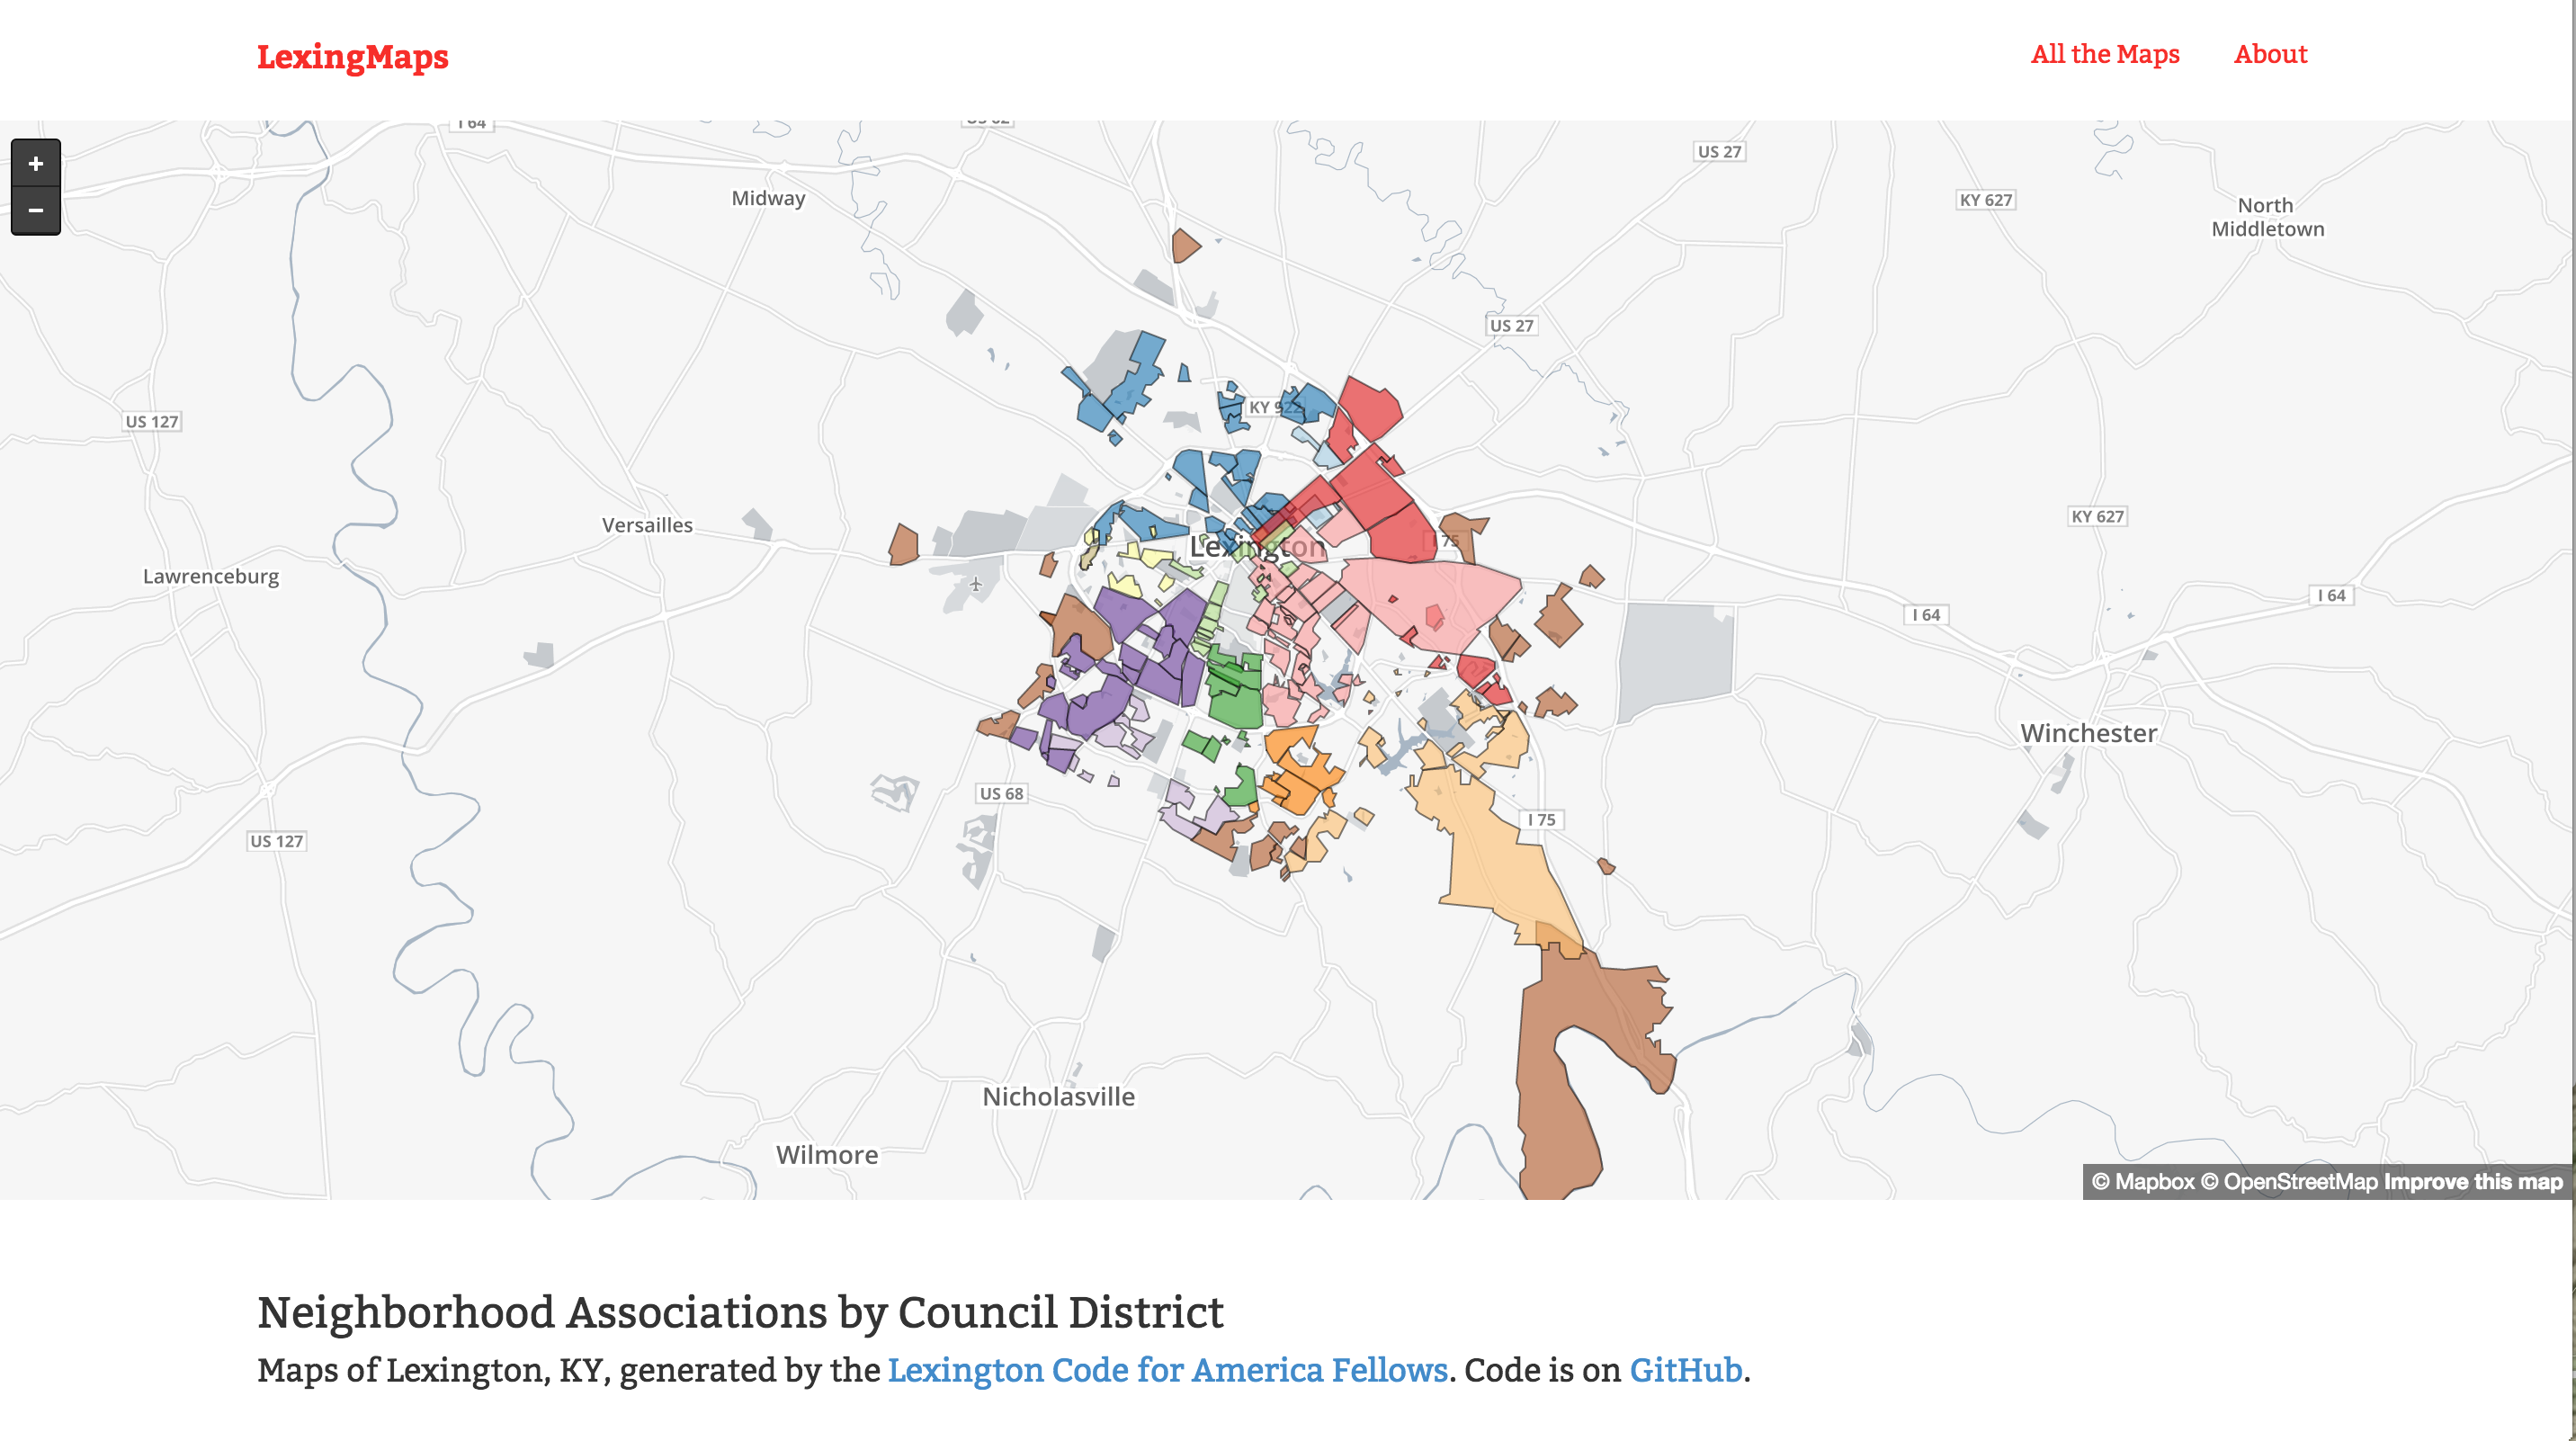 LexingMaps
All the Maps
About
I 64
US 62
+
−
Midway
US 27
KY 627
North
Middletown
US 27
US 127
KY 922
Versailles
Lexington
I 75
KY 627
Lawrenceburg
I 64
I 64
Winchester
US 68
I 75
US 127
Nicholasville
Wilmore
© Mapbox © OpenStreetMap Improve this map
Neighborhood Associations by Council District
Maps of Lexington, KY, generated by the Lexington Code for America Fellows. Code is on GitHub.